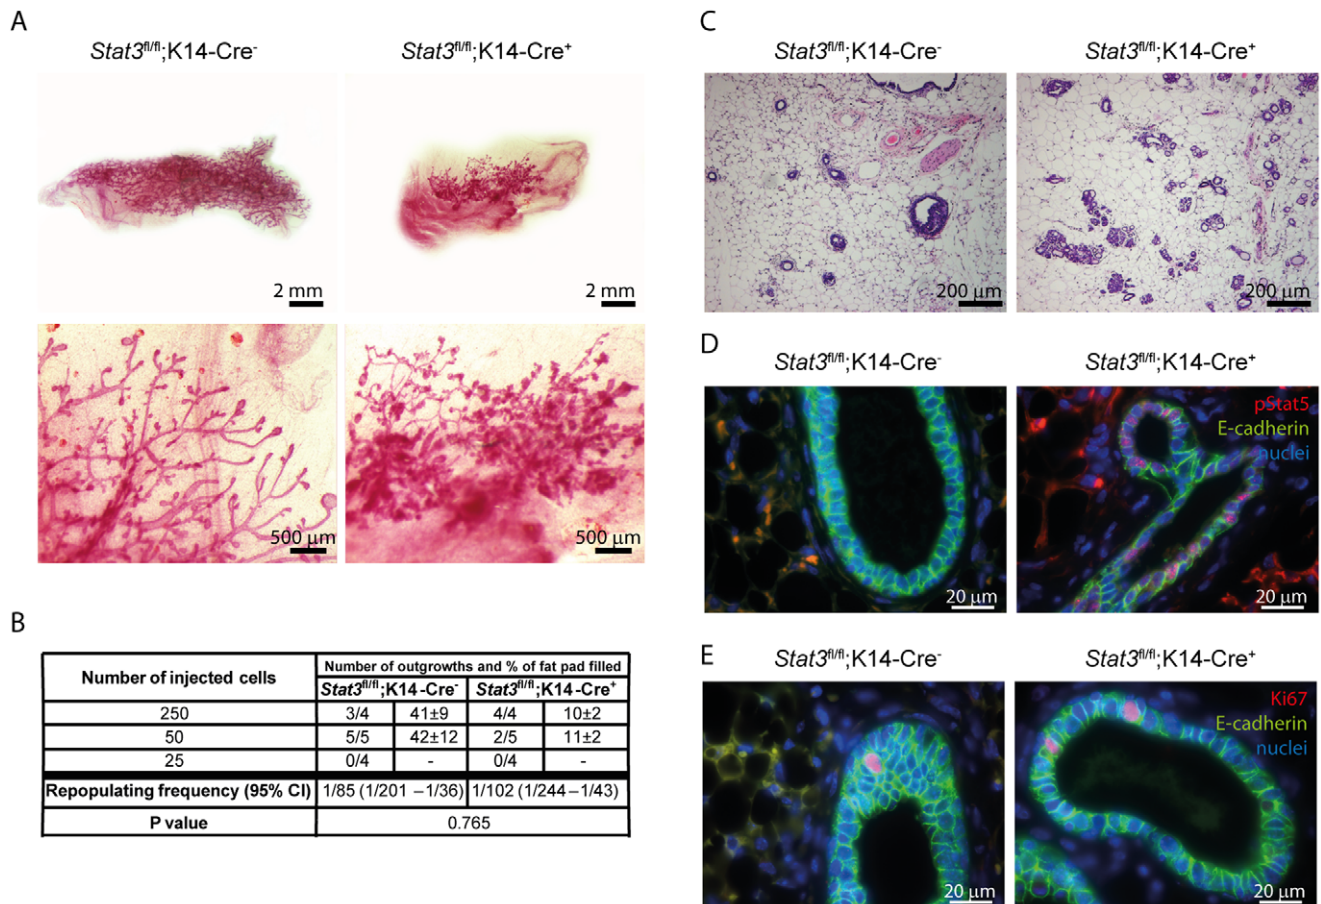 A
Stat3fl/fl;K14-Cre-
Stat3fl/fl;K14-Cre+
2 mm
2 mm
500 µm
500 µm
B
Number of injected cells
Number of outgrowths and % of fat pad filled
Stat3fl/fl;K14-Cre-
Stat3fl/fl;K14-Cre+
250 3/4 41±9 4/4 10±2
50 5/5 42±12 2/5 11±2
25 0/4 - 0/4 -
Repopulating frequency (95% CI) 1/85 (1/201 –1/36) 1/102 (1/244–1/43)
P value 0.765
C
Stat3fl/fl;K14-Cre-
Stat3fl/fl;K14-Cre+
200 µm
200 µm
D
Stat3fl/fl;K14-Cre-
Stat3fl/fl;K14-Cre+
pStat5
E-cadherin
nuclei
20 µm
20 µm
E
Stat3fl/fl;K14-Cre-
Stat3fl/fl;K14-Cre+
Ki67
E-cadherin
nuclei
20 µm
20 µm